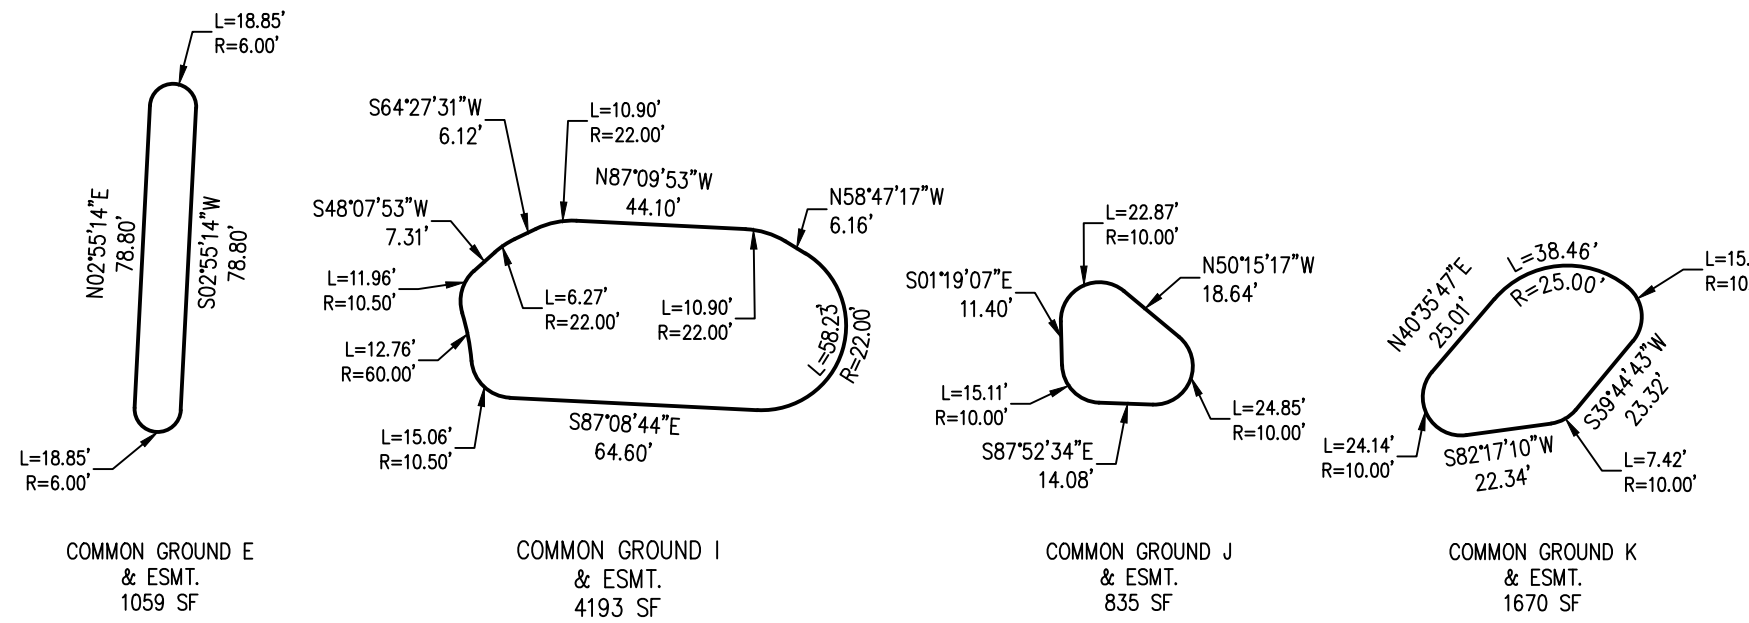 L=18.85'
R=6.00'
N02°55'14"E
78.80'
S02°55'14"W
78.80'
L=18.85'
R=6.00'
COMMON GROUND E
& ESMT.
1059 SF
S64°27'31"W
6.12'
L=10.90'
R=22.00'
N87°09'53"W
44.10'
N58°47'17"W
6.16'
S48°07'53"W
7.31'
L=11.96'
R=10.50'
L=6.27'
R=22.00'
L=10.90'
R=22.00'
L=58.23'
R=22.00'
L=12.76'
R=60.00'
L=15.06'
R=10.50'
S87°08'44"E
64.60'
COMMON GROUND I
& ESMT.
4193 SF
L=22.87'
R=10.00'
S01°19'07"E
11.40'
N50°15'17"W
18.64'
L=15.11'
R=10.00'
L=24.85'
R=10.00'
S87°52'34"E
14.08'
COMMON GROUND J
& ESMT.
835 SF
L=38.46'
R=25.00'
L=15.
R=10
N40°35'47"E
25.01'
S39°44'43"W
23.32'
L=24.14'
R=10.00'
S82°17'10"W
22.34'
L=7.42'
R=10.00'
COMMON GROUND K
& ESMT.
1670 SF